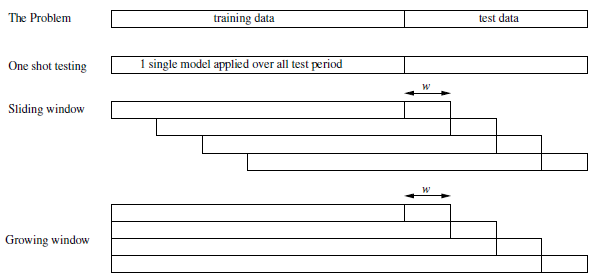 The Problem
training data
test data
One shot testing
1 single model applied over all test period
w
Sliding window
w
Growing window